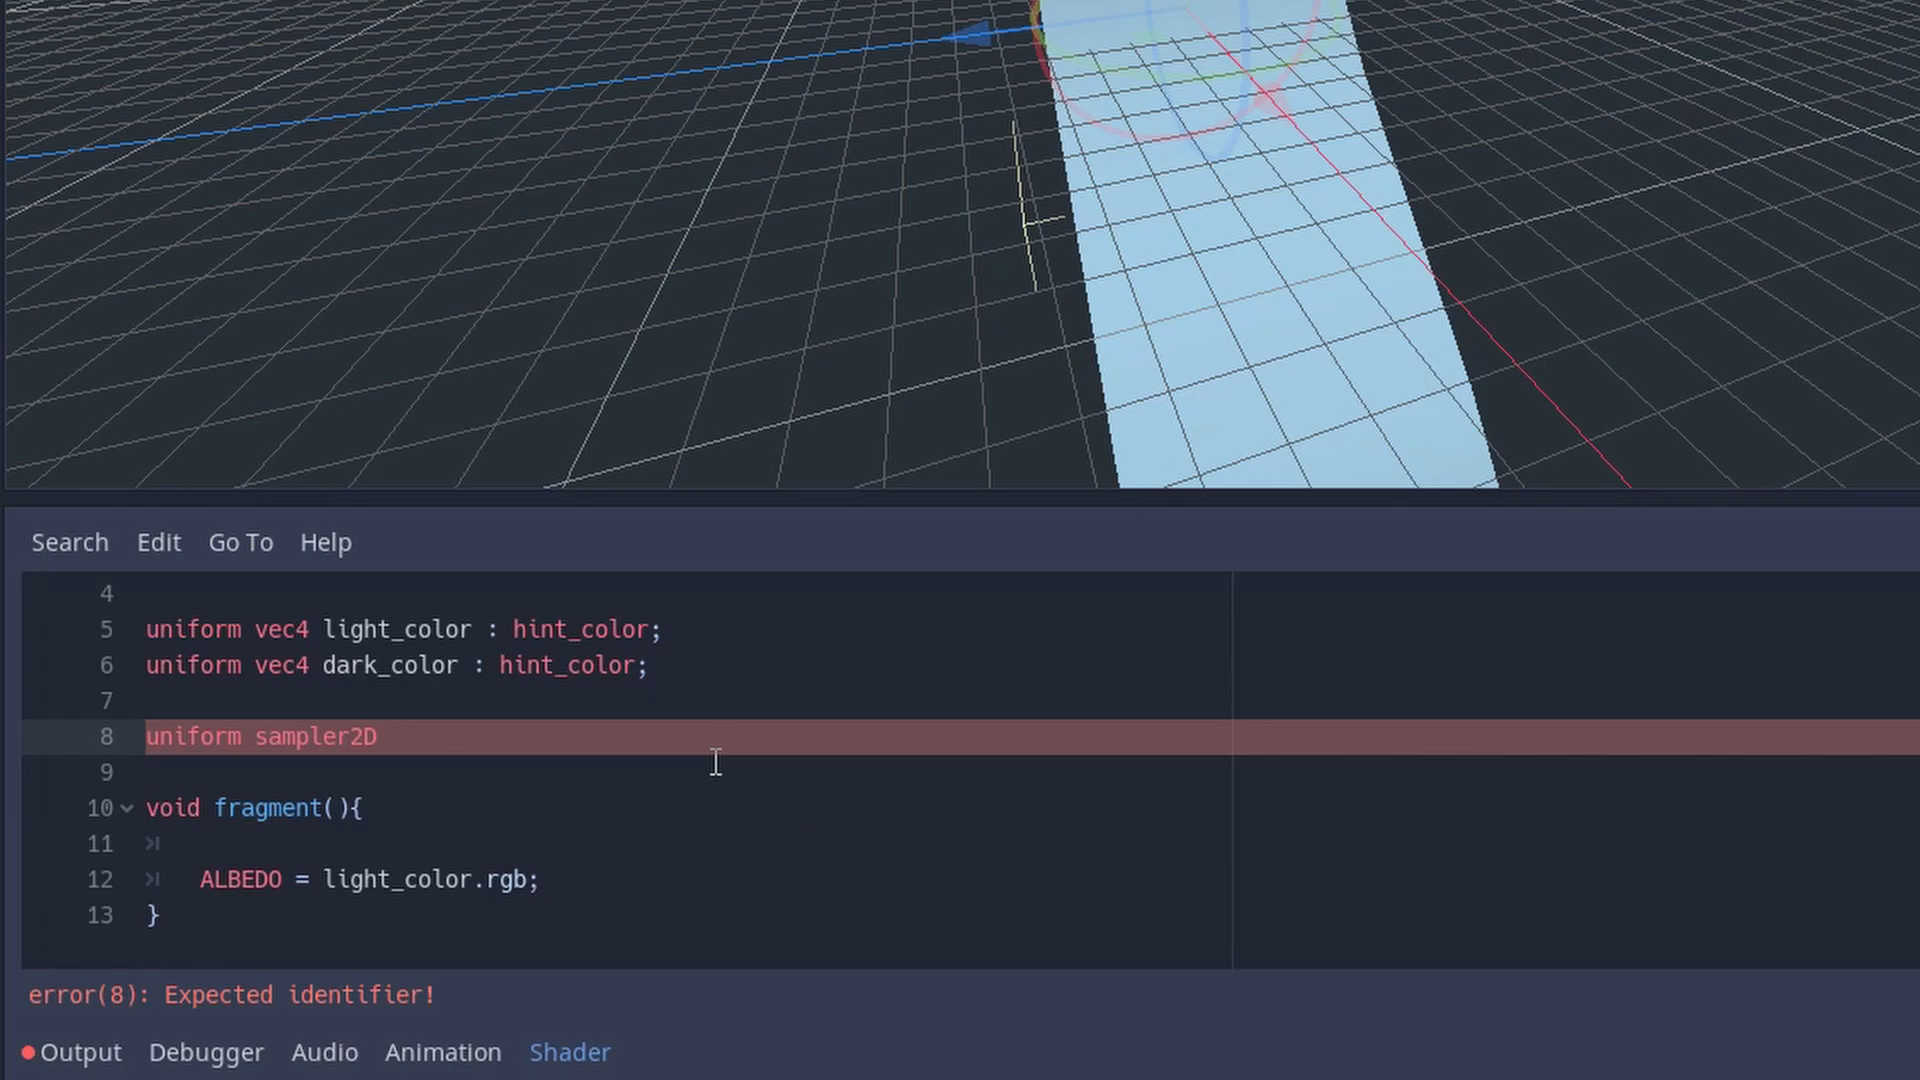 Search Edit Go To Help
4
5 uniform vec4 light_color : hint_color;
6 uniform vec4 dark_color : hint_color;
7
8 uniform sampler2D
9
10 void fragment(){
11
12 ALBEDO = light_color.rgb;
13 }
error(8): Expected identifier!
Output Debugger Audio Animation Shader